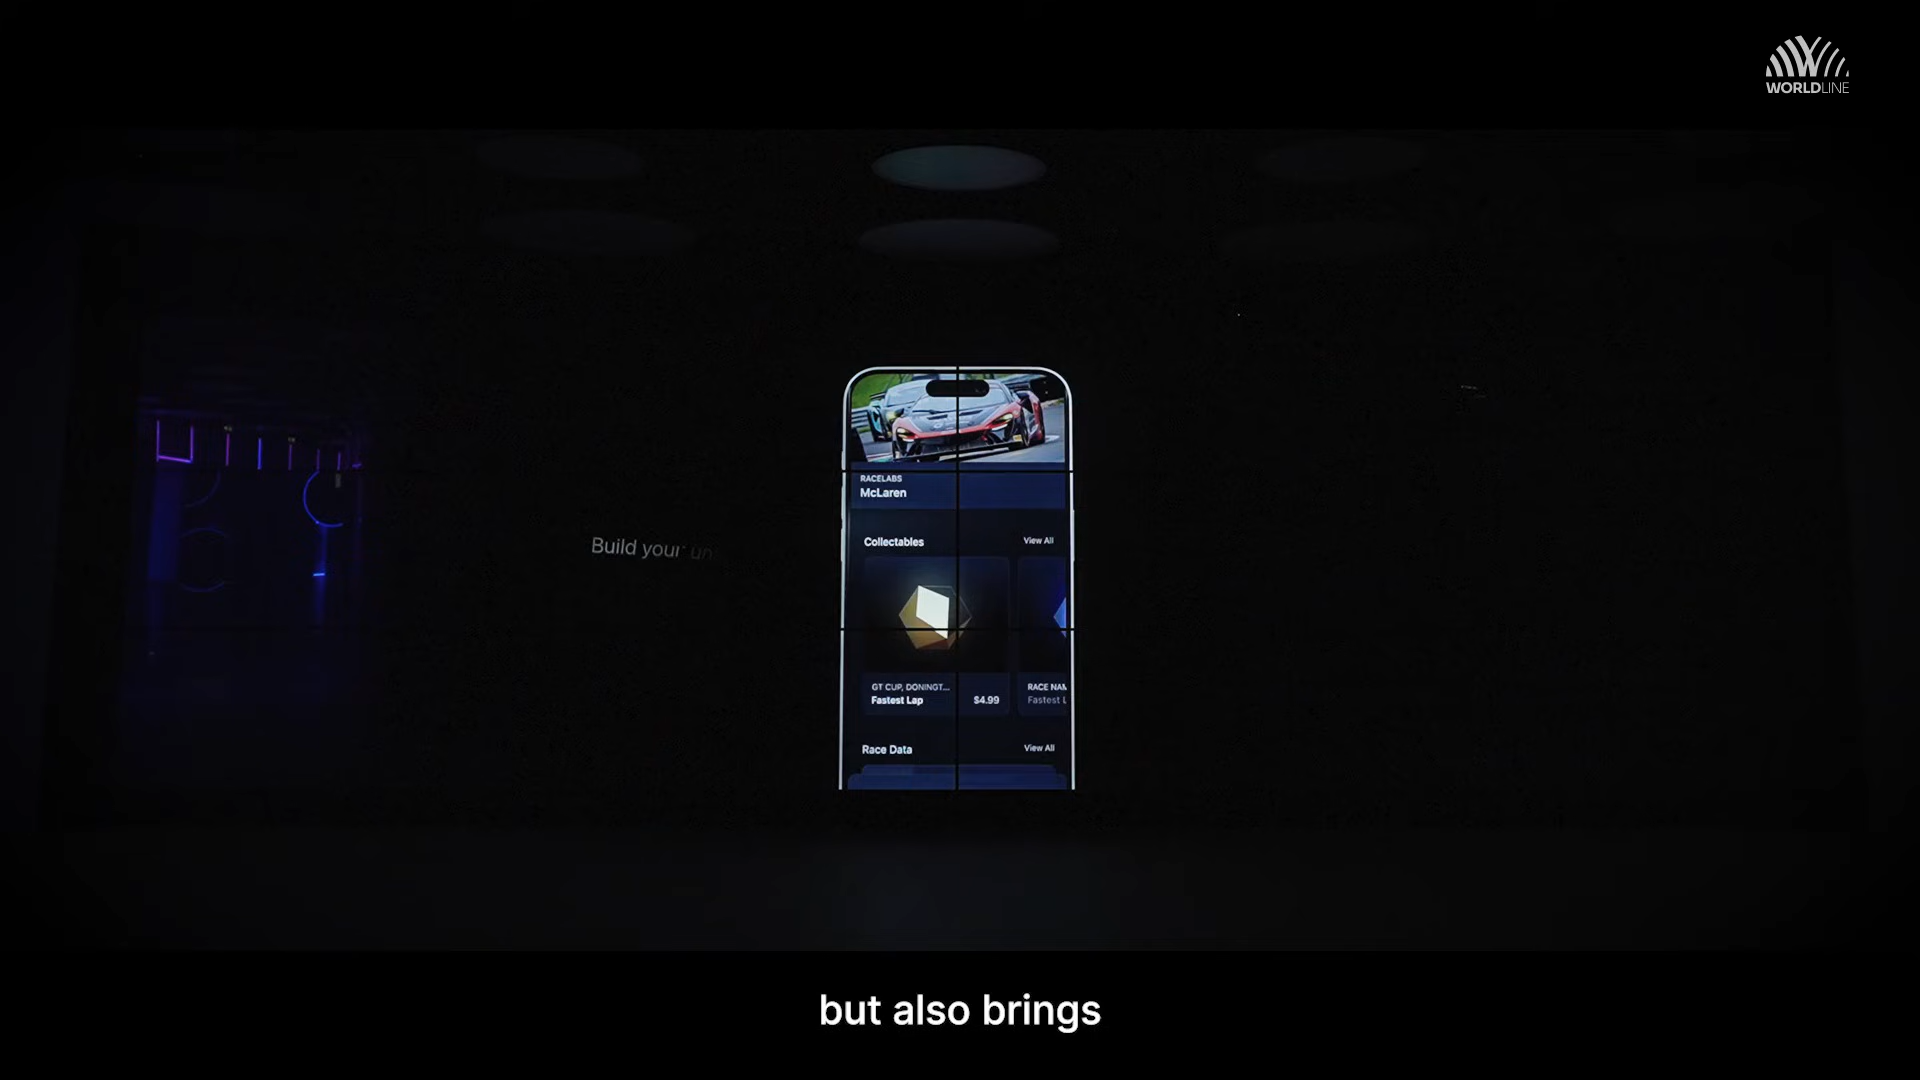 WORLDLINE
RACELABS
McLaren
Build your
Collectables
View All
GT CUP, DONINGT...
Fastest Lap
$4.99
RACE
Fastest
Race Data
View All
but also brings